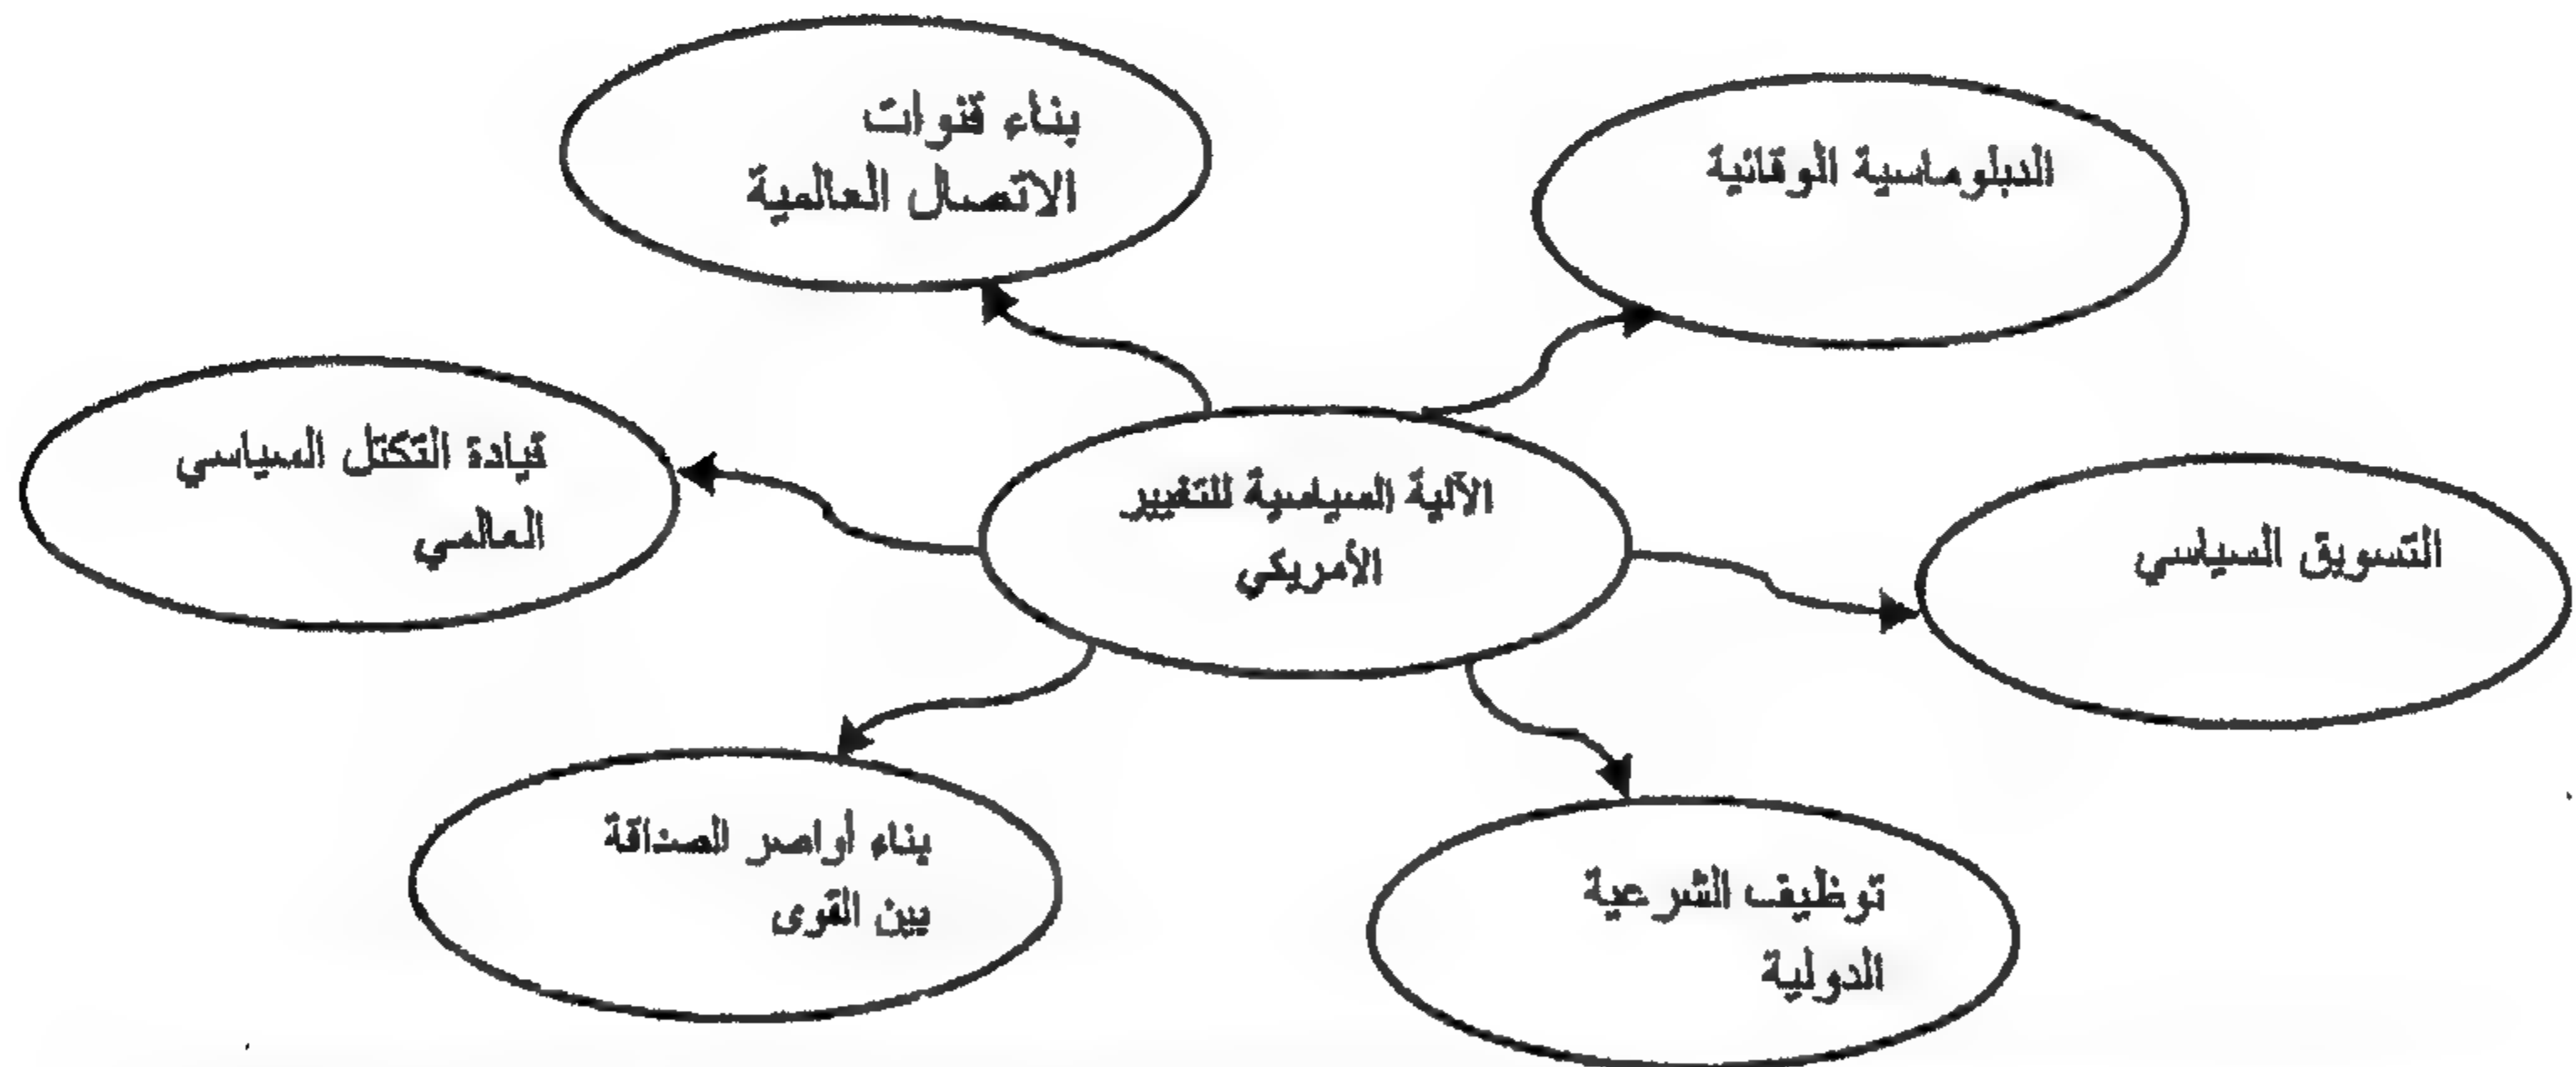 بناء قنوات
الاتصال العالمية
الدبلوماسية الوقائية
قيادة التكتل السياسي
العالمي
الآلية السياسية للتغيير
الأمريكي
التسويق السياسي
بناء أواصر الصداقة
بين القوى
توظيف الشرعية
الدولية